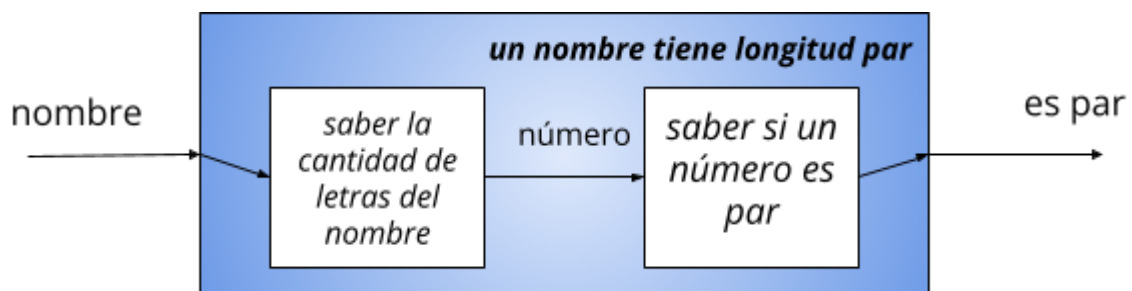 un nombre tiene longitud par
nombre
saber la
cantidad de
letras del
nombre
número
saber si un
número es
par
es par